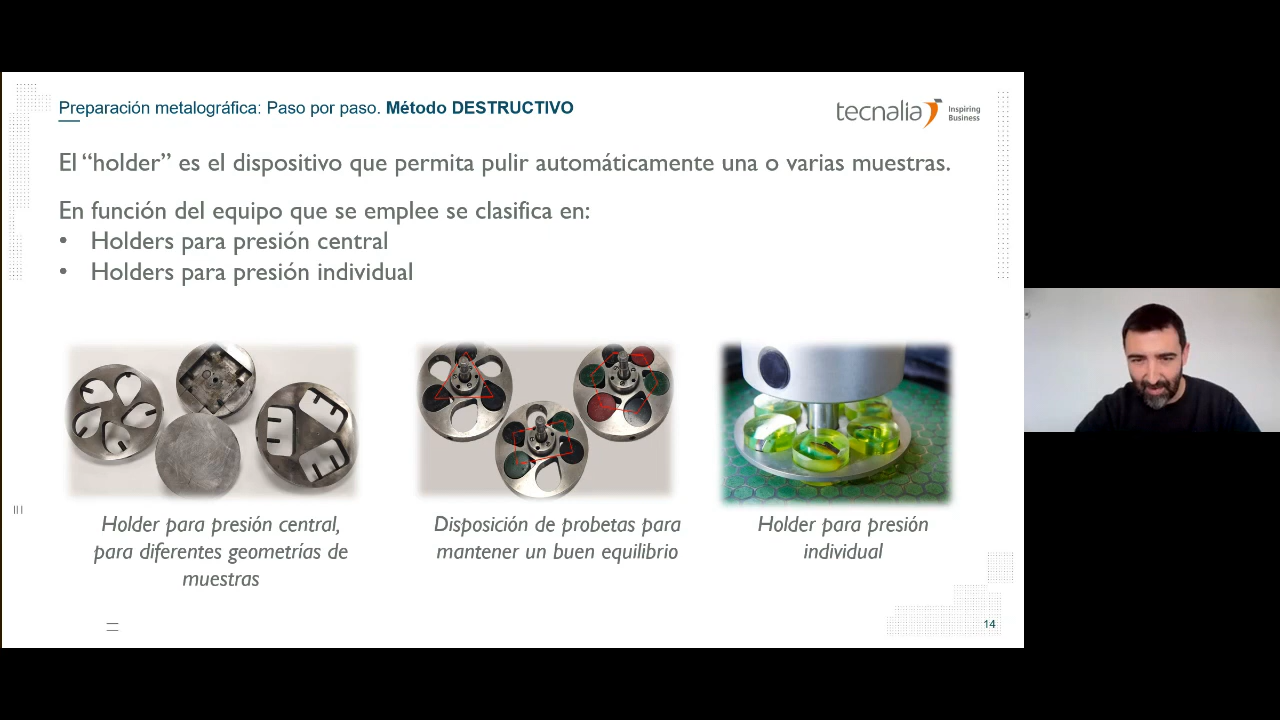 Preparación metalográfica: Paso por paso. Método DESTRUCTIVO
tecnalia Inspiring
Business
El “holder” es el dispositivo que permita pulir automáticamente una o varias muestras.
En función del equipo que se emplee se clasifica en:
• Holders para presión central
• Holders para presión individual
Holder para presión central,
para diferentes geometrías de
muestras
Disposición de probetas para
mantener un buen equilibrio
Holder para presión
individual
14